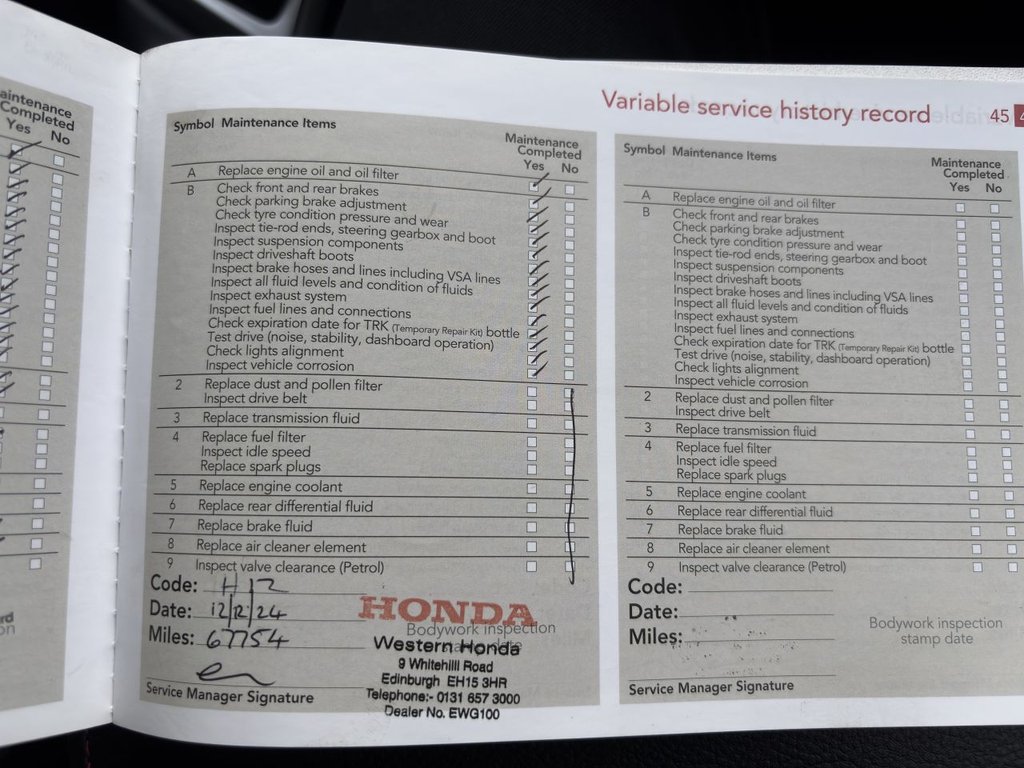 aintenance
Completed
Yes No
Variable service history record 45
Symbol Maintenance Items
Maintenance
Completed
Yes No
A Replace engine oil and oil filter
B Check front and rear brakes
Check parking brake adjustment
Check tyre condition pressure and wear
Inspect tie-rod ends, steering gearbox and boot
Inspect suspension components
Inspect driveshaft boots
Inspect brake hoses and lines including VSA lines
Inspect all fluid levels and condition of fluids
Inspect exhaust system
Inspect fuel lines and connections
Check expiration date for TRK (Temporary Repair Kit) bottle
Test drive (noise, stability, dashboard operation)
Check lights alignment
Inspect vehicle corrosion
2 Replace dust and pollen filter
Inspect drive belt
3 Replace transmission fluid
4 Replace fuel filter
Inspect idle speed
Replace spark plugs
5 Replace engine coolant
6 Replace rear differential fluid
7 Replace brake fluid
8 Replace air cleaner element
9 Inspect valve clearance (Petrol)
Code:
Date: 12/2/24
Miles: 67754
Service Manager Signature
HONDA
Bodywork inspection
stamp date
Western Honda
9 Whitehilll Road
Edinburgh EH15 3HR
Telephone:- 0131 657 3000
Dealer No. EWG100
Symbol Maintenance Items
Maintenance
Completed
Yes No
A Replace engine oil and oil filter
B Check front and rear brakes
Check parking brake adjustment
Check tyre condition pressure and wear
Inspect tie-rod ends, steering gearbox and boot
Inspect suspension components
Inspect driveshaft boots
Inspect brake hoses and lines including VSA lines
Inspect all fluid levels and condition of fluids
Inspect exhaust system
Inspect fuel lines and connections
Check expiration date for TRK (Temporary Repair Kit) bottle
Test drive (noise, stability, dashboard operation)
Check lights alignment
Inspect vehicle corrosion
2 Replace dust and pollen filter
Inspect drive belt
3 Replace transmission fluid
4 Replace fuel filter
Inspect idle speed
Replace spark plugs
5 Replace engine coolant
6 Replace rear differential fluid
7 Replace brake fluid
8 Replace air cleaner element
9 Inspect valve clearance (Petrol)
Code:
Date:
Miles:
Service Manager Signature
Bodywork inspection
stamp date